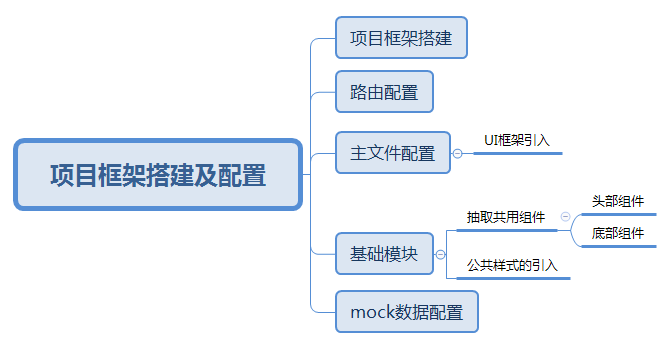 项目框架搭建及配置
项目框架搭建
路由配置
主文件配置
UI框架引入
基础模块
抽取共用组件
头部组件
底部组件
公共样式的引入
mock数据配置